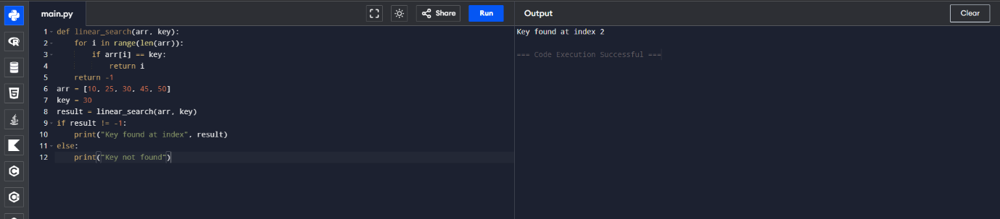 main.py
Share
Run
Output
Clear
1 def linear_search(arr, key):
2     for i in range(len(arr)):
3         if arr[i] == key:
4             return i
5     return -1
6 arr = [10, 25, 30, 45, 50]
7 key = 30
8 result = linear_search(arr, key)
9 if result != -1:
10     print("Key found at index", result)
11 else:
12     print("Key not found")
Key found at index 2
=== Code Execution Successful ===